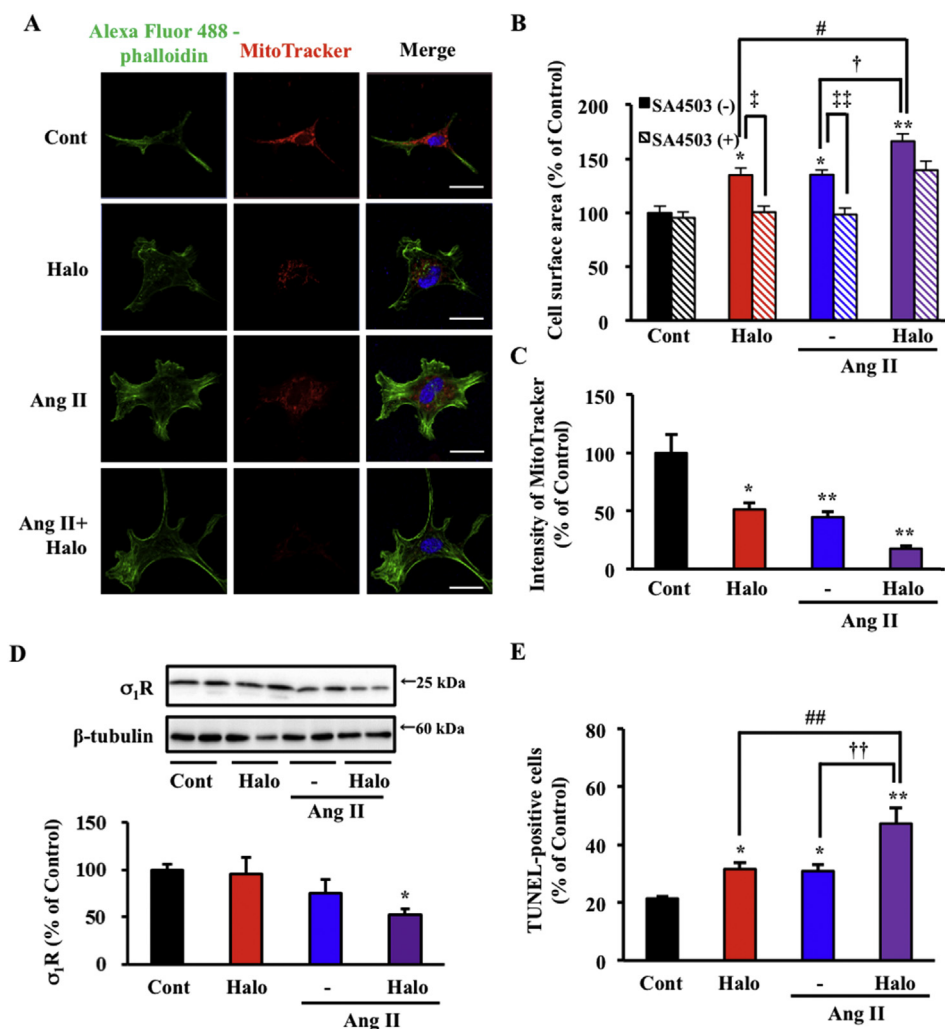 A
Alexa Fluor 488 -
phalloidin
MitoTracker
Merge
Cont
Halo
Ang II
Ang II+
Halo
B
#
†
‡
‡‡
SA4503 (-)
SA4503 (+)
*
*
**
Cell surface area (% of Control)
200
150
100
50
0
Cont
Halo
-
Halo
Ang II
C
Intensity of MitoTracker
(% of Control)
150
100
50
0
*
**
**
Cont
Halo
-
Halo
Ang II
D
σ1R
←25 kDa
β-tubulin
←60 kDa
Cont
Halo
-
Halo
Ang II
σ1R (% of Control)
150
100
50
0
*
Cont
Halo
-
Halo
Ang II
E
##
††
*
*
**
TUNEL-positive cells
(% of Control)
80
60
40
20
0
Cont
Halo
-
Halo
Ang II